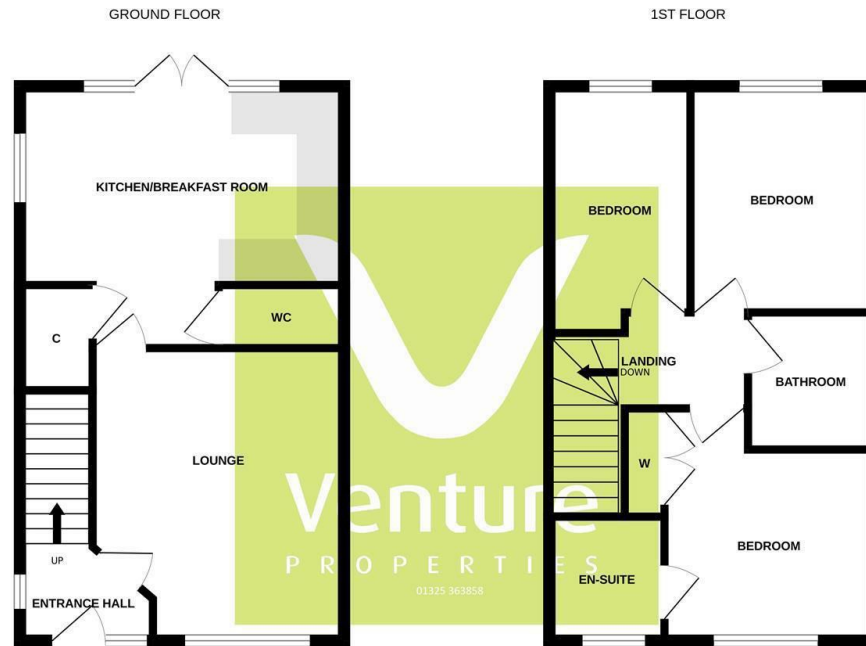 GROUND FLOOR
1ST FLOOR
KITCHEN/BREAKFAST ROOM
WC
C
LOUNGE
UP
ENTRANCE HALL
BEDROOM
BEDROOM
LANDING
DOWN
BATHROOM
W
BEDROOM
EN-SUITE
Venture
PROPERTIES
01325 363858